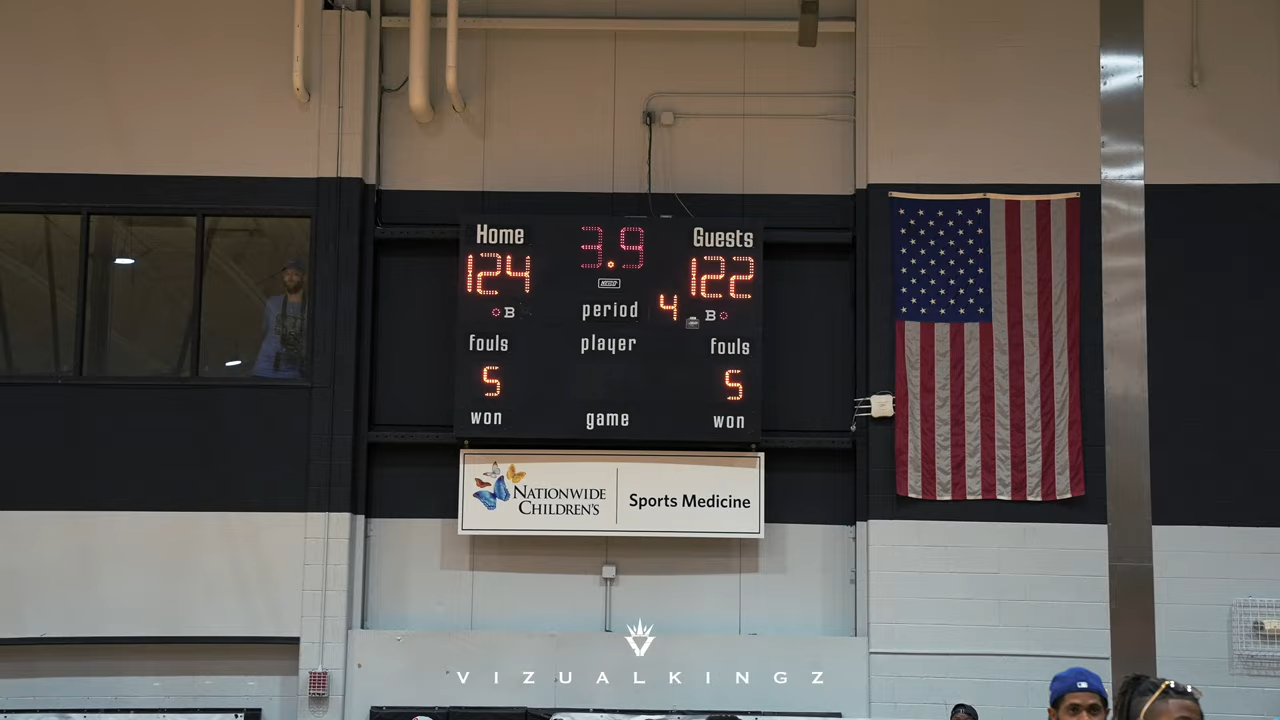 Home 3.9 Guests
124 122
B period 4 B
fouls player fouls
5 5
won game won
NATIONWIDE CHILDREN'S
Sports Medicine
VIZUALKINGZ